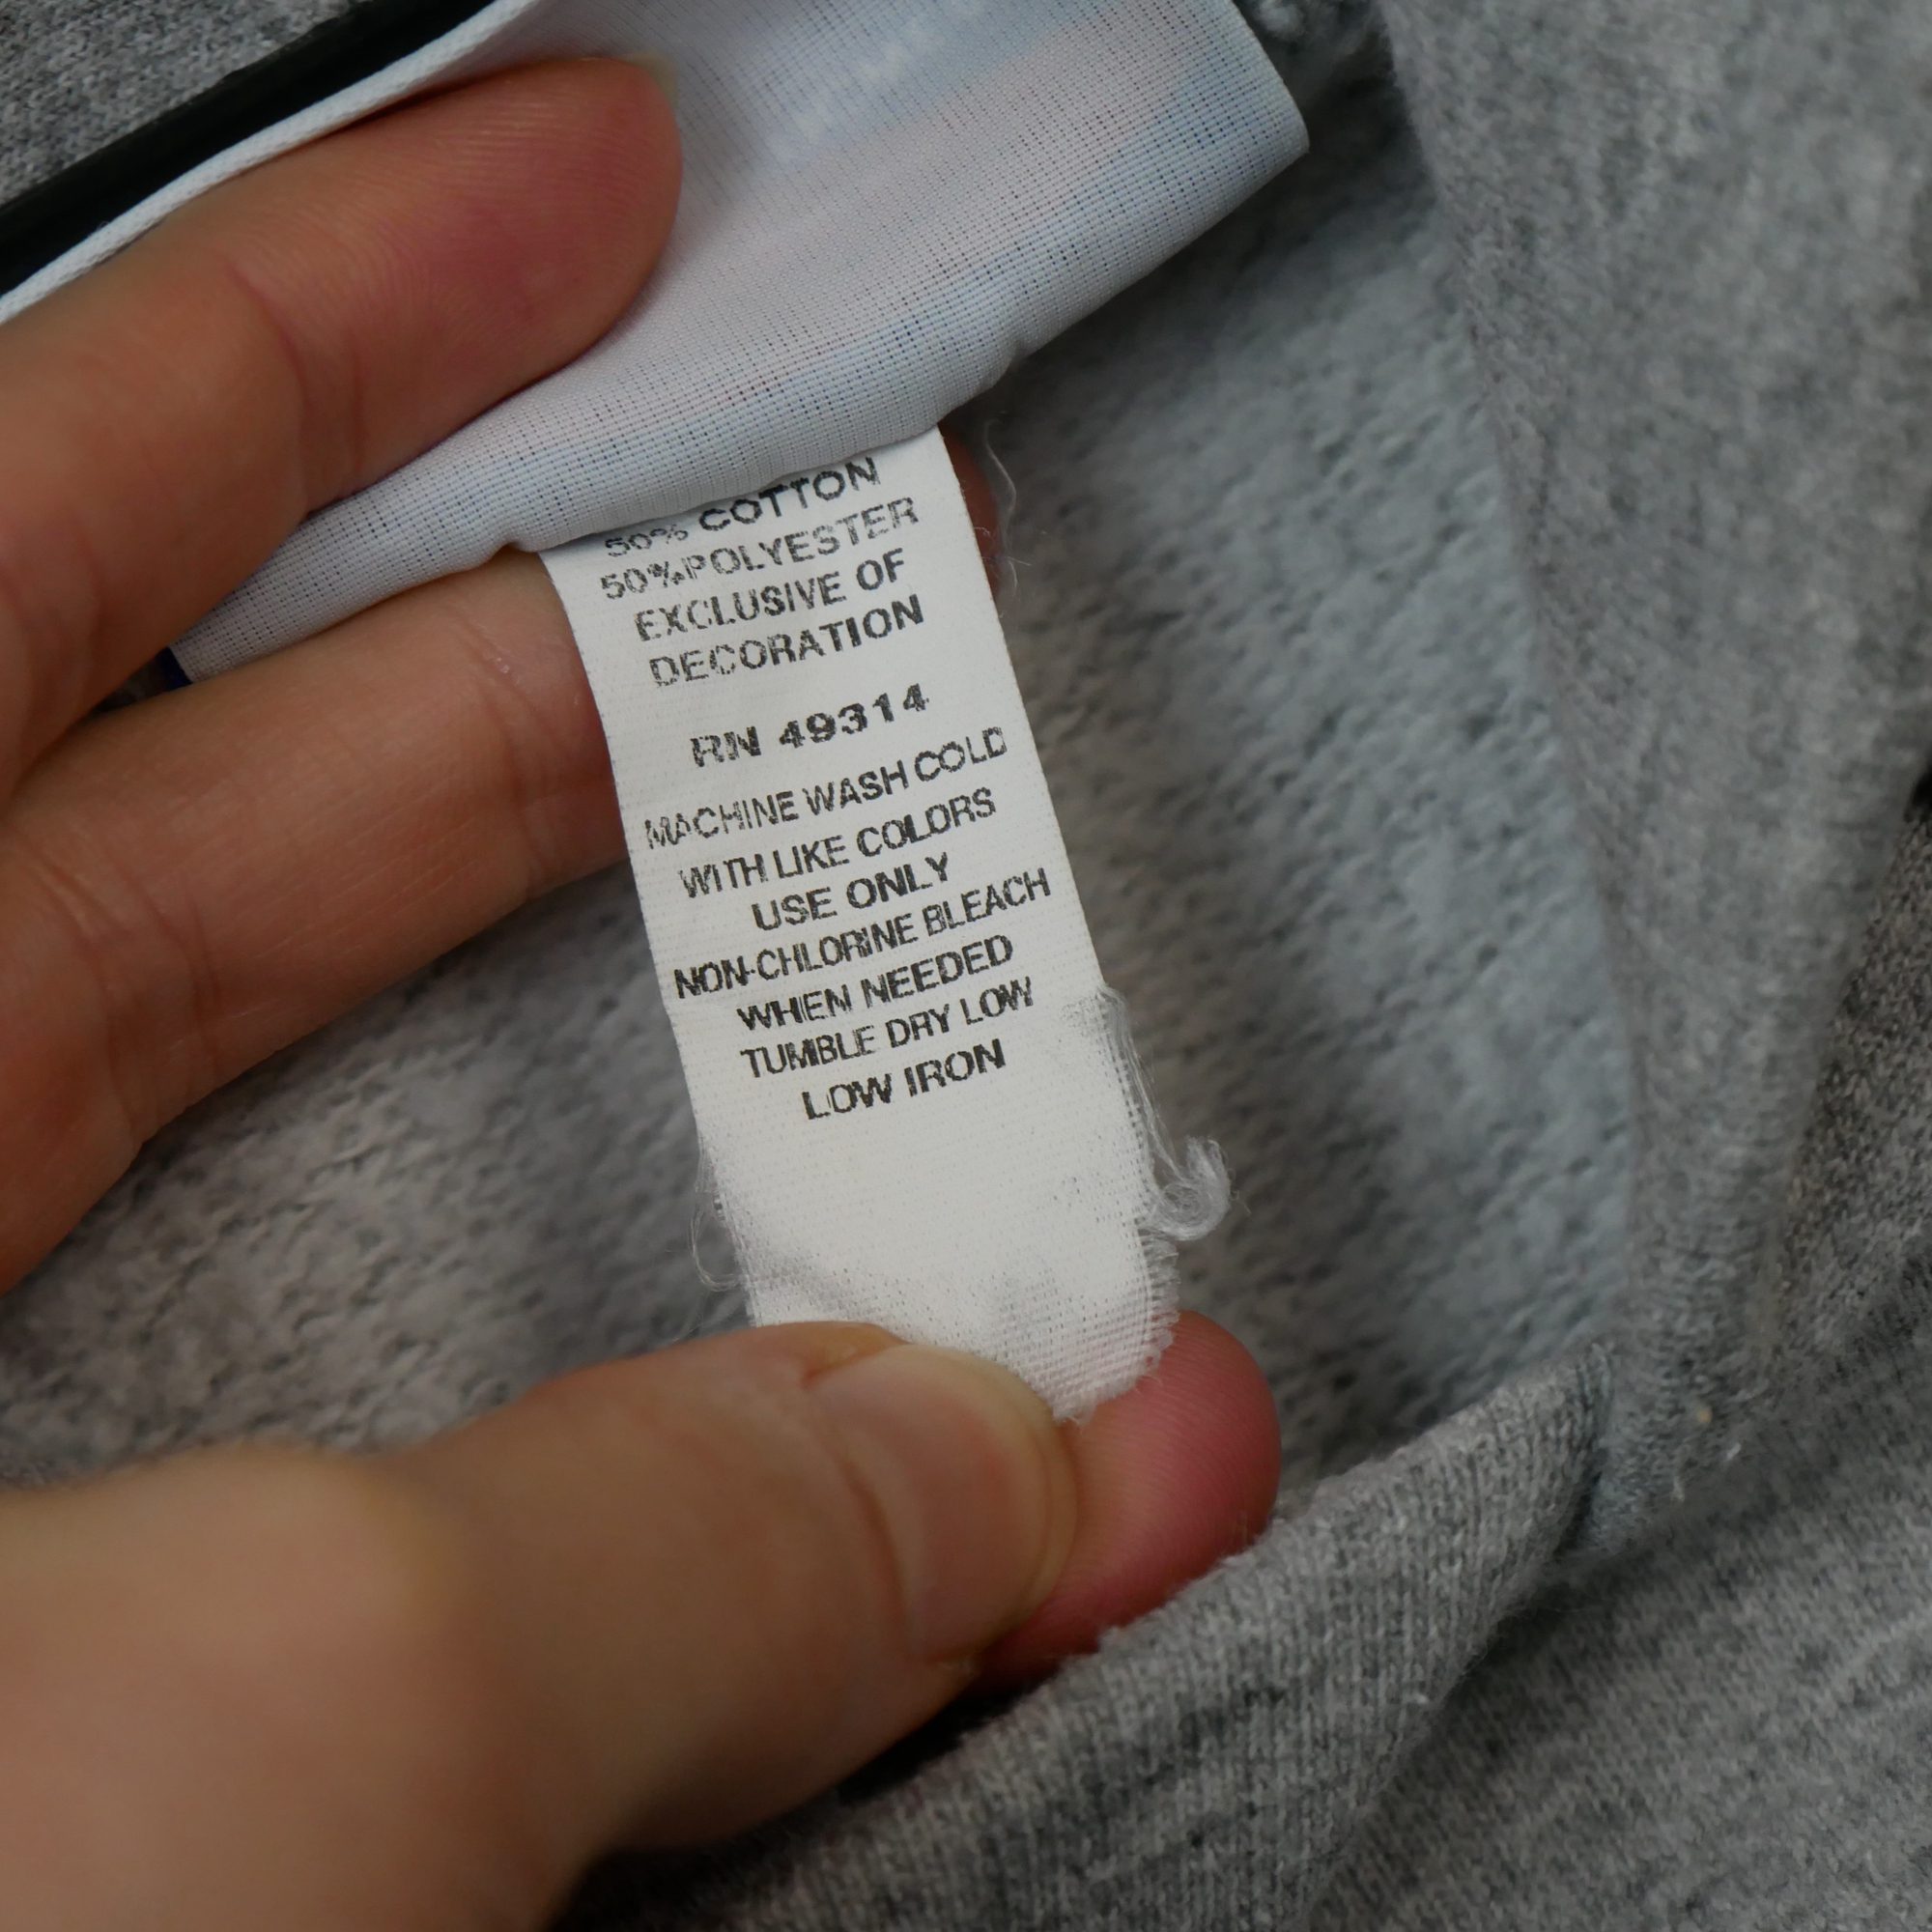 50% COTTON
50%POLYESTER
EXCLUSIVE OF
DECORATION
RN 49314
MACHINE WASH COLD
WITH LIKE COLORS
USE ONLY
NON-CHLORINE BLEACH
WHEN NEEDED
TUMBLE DRY LOW
LOW IRON